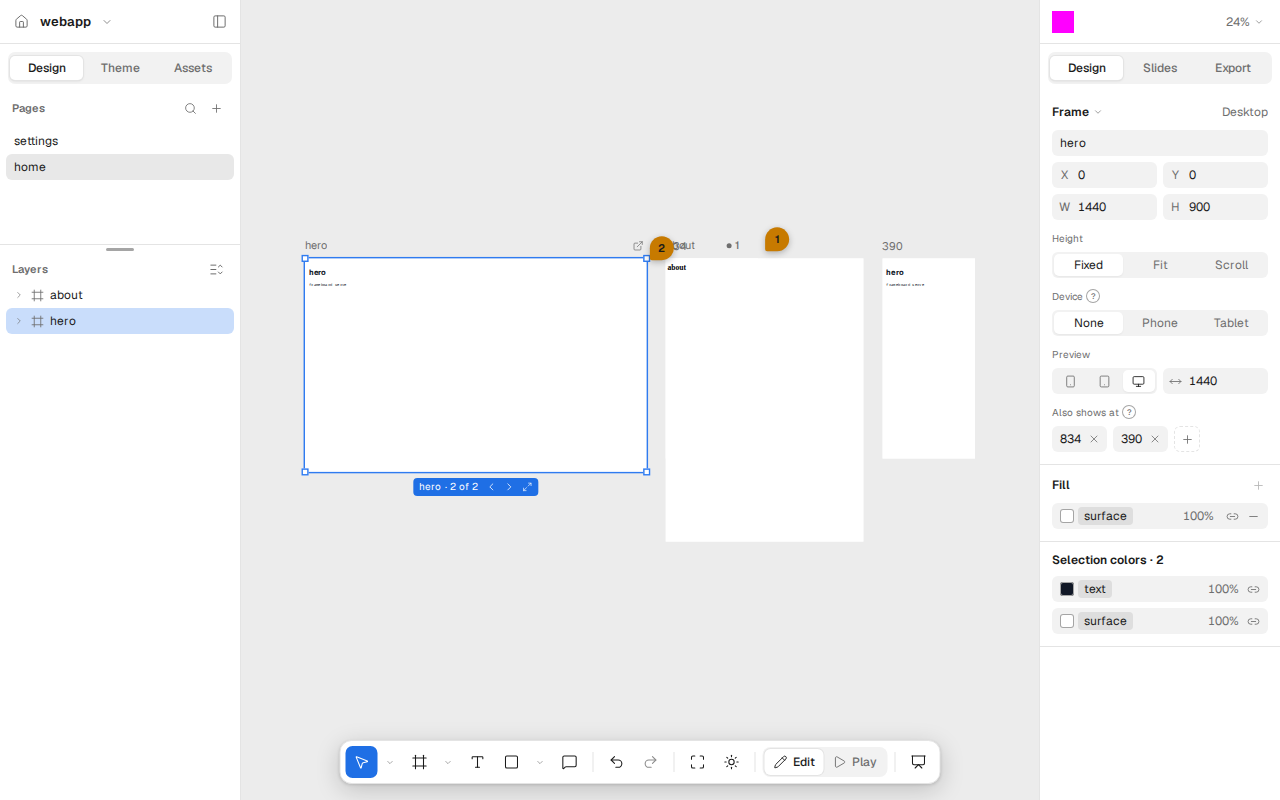 webapp
24%
Design
Theme
Assets
Design
Slides
Export
Pages
settings
home
Layers
about
hero
hero
2
1
1
390
hero
about
hero
hero · 2 of 2
Frame
Desktop
hero
X 0
Y 0
W 1440
H 900
Height
Fixed
Fit
Scroll
Device ?
None
Phone
Tablet
Preview
1440
Also shows at ?
834
390
Fill
surface 100%
Selection colors · 2
text 100%
surface 100%
Edit
Play